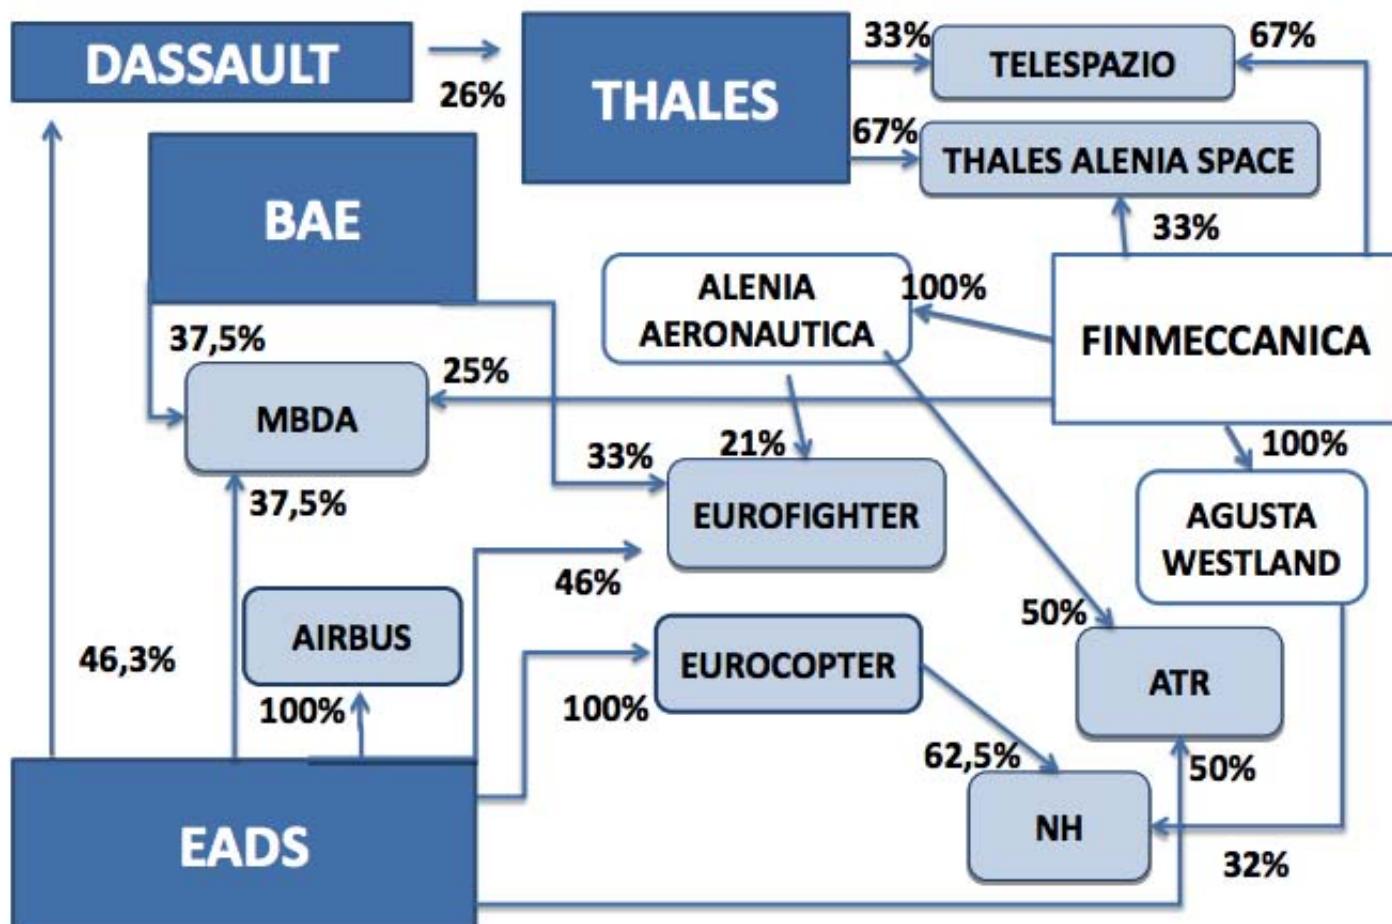 DASSAULT
26%
THALES
33%
TELESPAZIO
67%
67%
THALES ALENIA SPACE
33%
BAE
ALENIA
AERONAUTICA
100%
FINMECCANICA
37,5%
25%
MBDA
37,5%
33%
21%
EUROFIGHTER
46%
100%
AGUSTA
WESTLAND
46,3%
AIRBUS
100%
EUROCOPTER
100%
50%
ATR
50%
62,5%
NH
32%
EADS